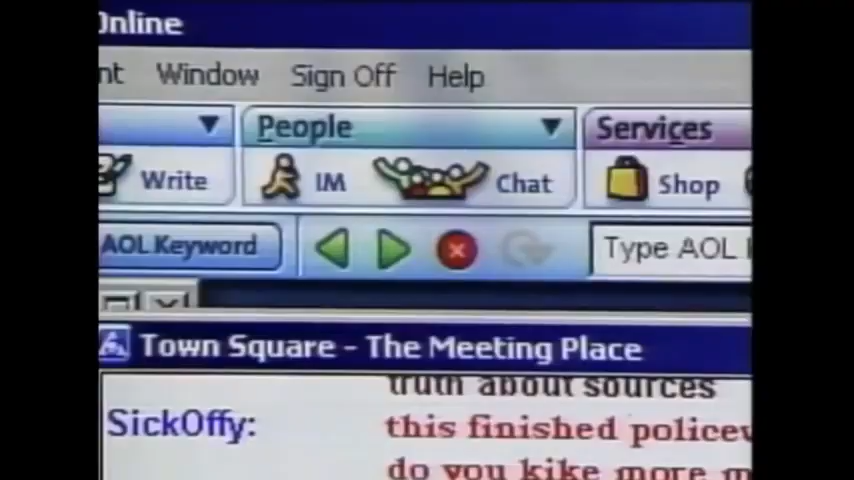 Online
nt Window Sign Off Help
People Services
Write IM Chat Shop
AOL Keyword Type AOL
Town Square - The Meeting Place
truth about sources
SickOffy: this finished policev
do you kike more m